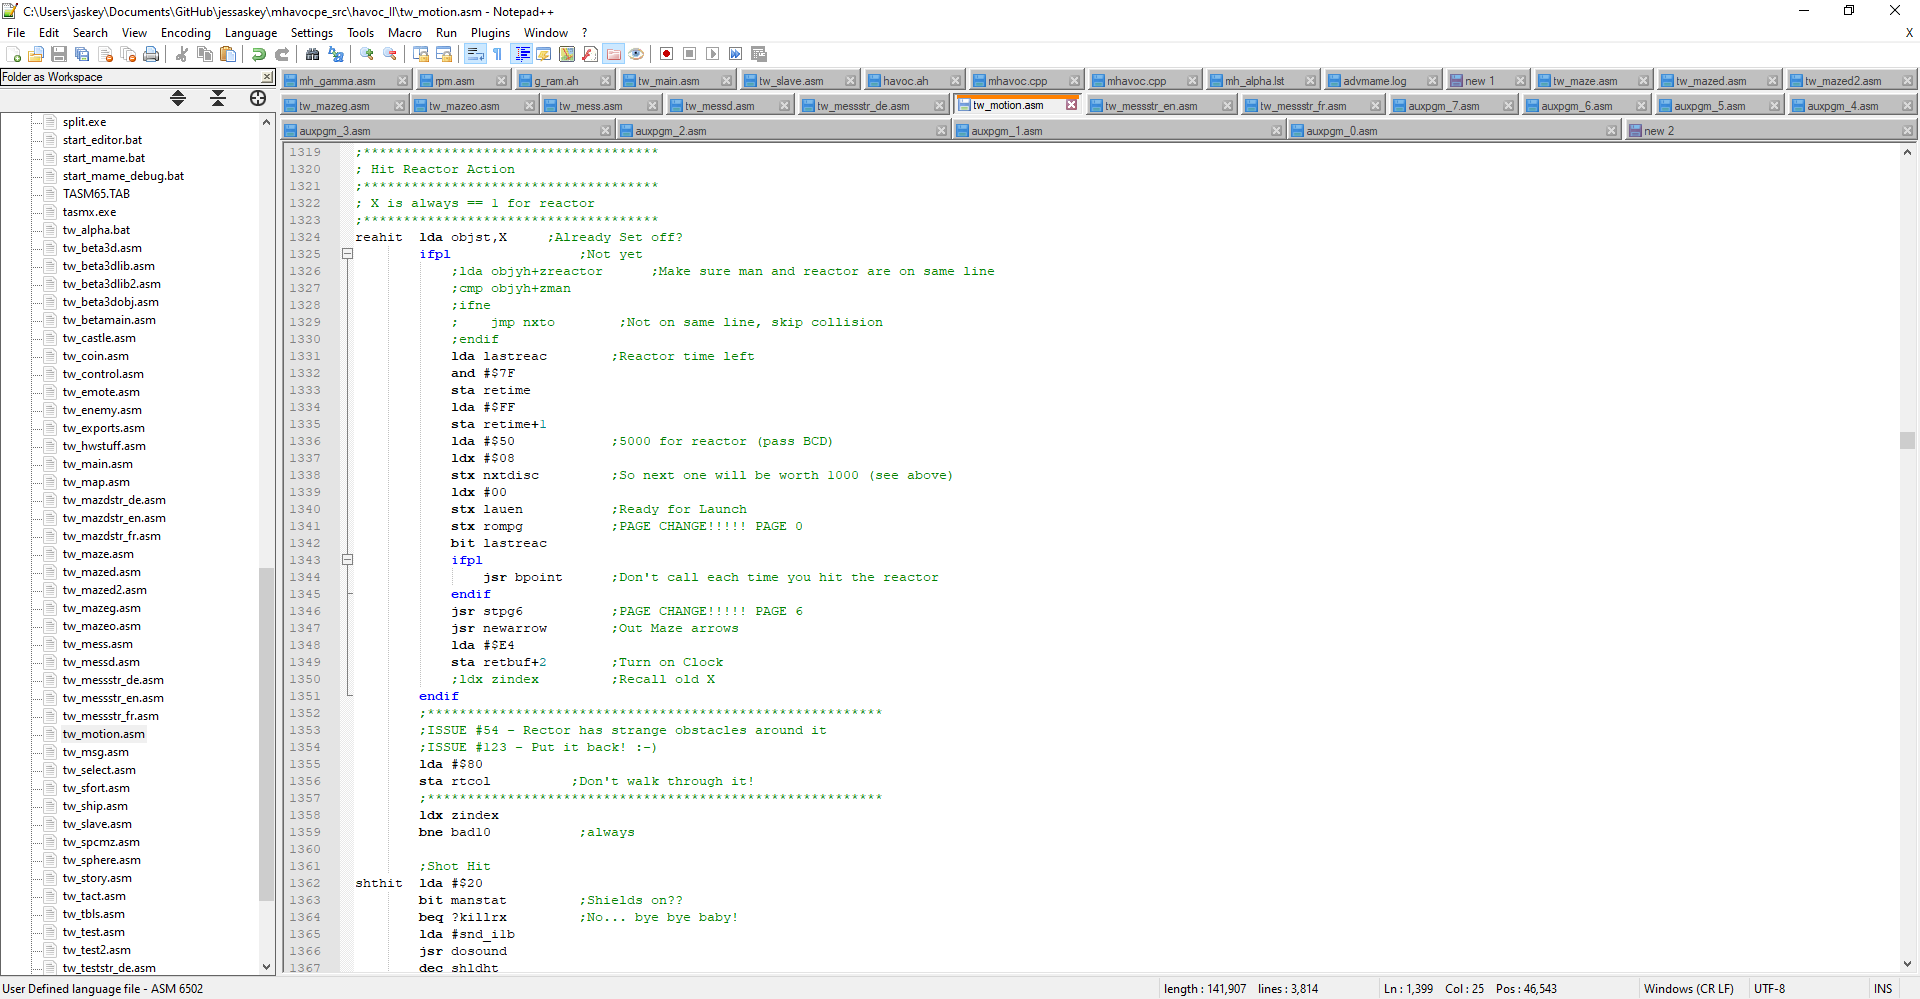 C:\Users\jaskey\Documents\GitHub\jessaskey\mhavocpe_src\havoc_II\tw_motion.asm - Notepad++
File Edit Search View Encoding Language Settings Tools Macro Run Plugins Window ? X
Folder as Workspace
mh_gamma.asm rpm.asm g_ram.ah tw_main.asm tw_slave.asm havoc.ah mhavoc.cpp mhavoc.cpp mh_alpha.lst advmame.log new 1 tw_maze.asm tw_mazed.asm tw_mazed2.asm
tw_mazeg.asm tw_mazeo.asm tw_mess.asm tw_messd.asm tw_messstr_de.asm tw_motion.asm tw_messstr_en.asm tw_messstr_fr.asm auxpgm_7.asm auxpgm_6.asm auxpgm_5.asm auxpgm_4.asm
auxpgm_3.asm auxpgm_2.asm auxpgm_1.asm auxpgm_0.asm new 2
split.exe
start_editor.bat
start_mame.bat
start_mame_debug.bat
TASM65.TAB
tasmx.exe
tw_alpha.bat
tw_beta3d.asm
tw_beta3dlib.asm
tw_beta3dlib2.asm
tw_beta3dobj.asm
tw_betamain.asm
tw_castle.asm
tw_coin.asm
tw_control.asm
tw_emote.asm
tw_enemy.asm
tw_exports.asm
tw_hwstuff.asm
tw_main.asm
tw_map.asm
tw_mazdstr_de.asm
tw_mazdstr_en.asm
tw_mazdstr_fr.asm
tw_maze.asm
tw_mazed.asm
tw_mazed2.asm
tw_mazeg.asm
tw_mazeo.asm
tw_mess.asm
tw_messd.asm
tw_messstr_de.asm
tw_messstr_en.asm
tw_messstr_fr.asm
tw_motion.asm
tw_msg.asm
tw_select.asm
tw_sfort.asm
tw_ship.asm
tw_slave.asm
tw_spcmz.asm
tw_sphere.asm
tw_story.asm
tw_tact.asm
tw_tbls.asm
tw_test.asm
tw_test2.asm
tw_teststr_de.asm
1319 ;*************************************
1320 ; Hit Reactor Action
1321 ;*************************************
1322 ; X is always == 1 for reactor
1323 ;*************************************
1324 reahit lda objst,X ;Already Set off?
1325 ifpl ;Not yet
1326 ;lda objyh+zreactor ;Make sure man and reactor are on same line
1327 ;cmp objyh+zman
1328 ;ifne
1329 ; jmp nxto ;Not on same line, skip collision
1330 ;endif
1331 lda lastreac ;Reactor time left
1332 and #$7F
1333 sta retime
1334 lda #$FF
1335 sta retime+1
1336 lda #$50 ;5000 for reactor (pass BCD)
1337 ldx #$08
1338 stx nxtdisc ;So next one will be worth 1000 (see above)
1339 ldx #00
1340 stx lauen ;Ready for Launch
1341 stx rompg ;PAGE CHANGE!!!!! PAGE 0
1342 bit lastreac
1343 ifpl
1344 jsr bpoint ;Don't call each time you hit the reactor
1345 endif
1346 jsr stpg6 ;PAGE CHANGE!!!!! PAGE 6
1347 jsr newarrow ;Out Maze arrows
1348 lda #$E4
1349 sta retbuf+2 ;Turn on Clock
1350 ;ldx zindex ;Recall old X
1351 endif
1352 ;*********************************************************
1353 ;ISSUE #54 - Rector has strange obstacles around it
1354 ;ISSUE #123 - Put it back! :-)
1355 lda #$80
1356 sta rtcol ;Don't walk through it!
1357 ;*********************************************************
1358 ldx zindex
1359 bne bad10 ;always
1360
1361 ;Shot Hit
1362 shthit lda #$20
1363 bit manstat ;Shields on??
1364 beq ?killrx ;No... bye bye baby!
1365 lda #snd_i1b
1366 jsr dosound
1367 dec shldht
User Defined language file - ASM 6502 length : 141,907 lines : 3,814 Ln : 1,399 Col : 25 Pos : 46,543 Windows (CR LF) UTF-8 INS